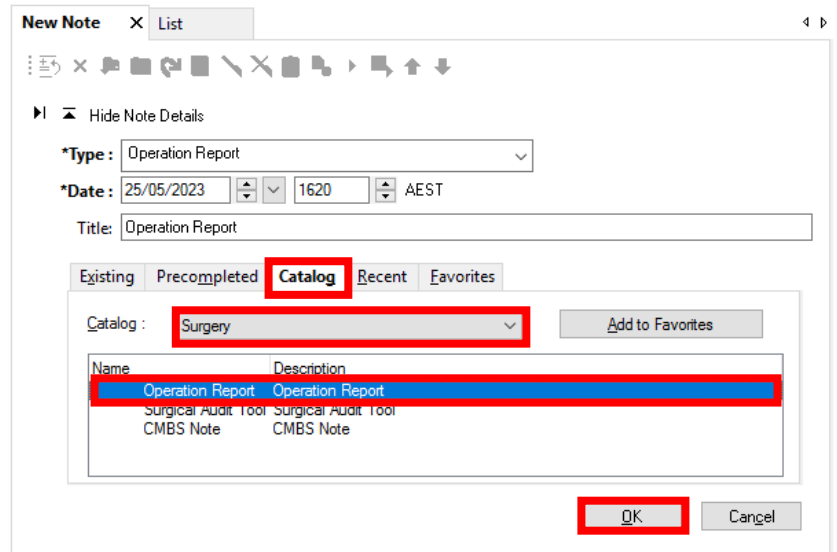 New Note X List
Hide Note Details
*Type : Operation Report
*Date : 25/05/2023 1620 AEST
Title: Operation Report
Existing Precompleted Catalog Recent Favorites
Catalog : Surgery Add to Favorites
Name Description
Operation Report Operation Report
Surgical Audit Tool Surgical Audit Tool
CMBS Note CMBS Note
OK Cancel